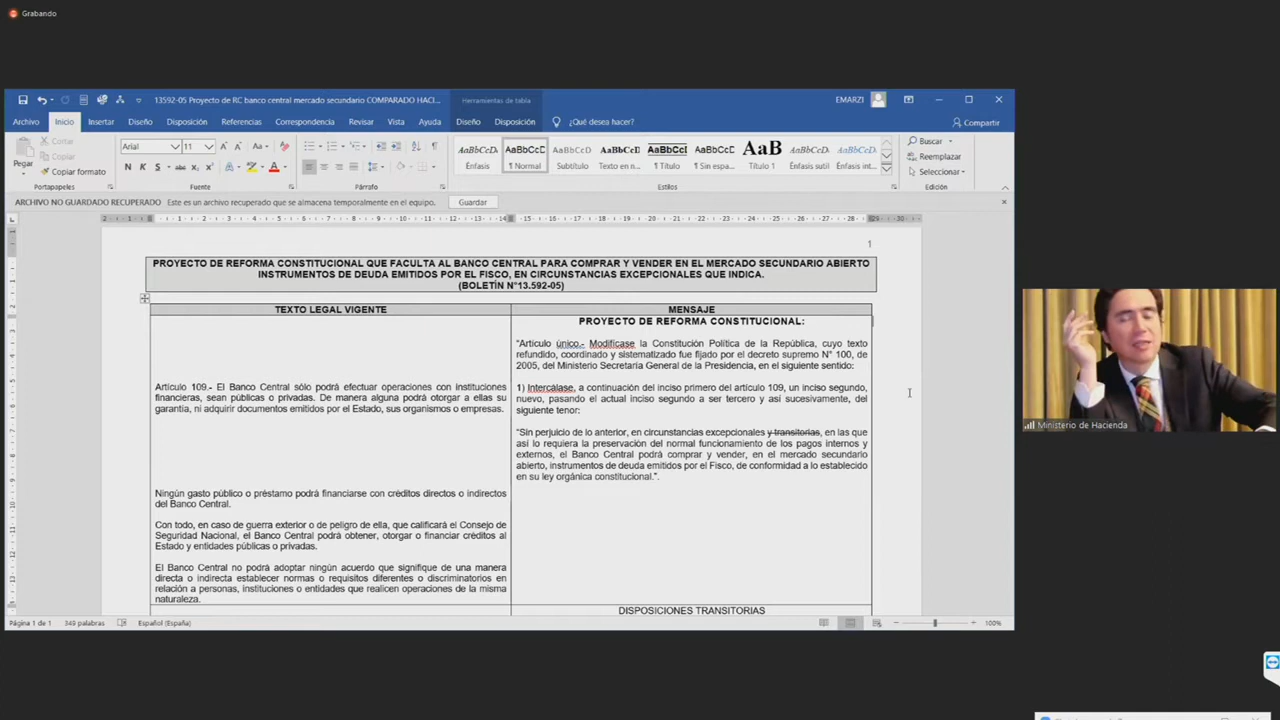 Grabando
13592-05 Proyecto de RC banco central mercado secundario COMPARADO HACI...
Herramientas de tabla
EMARZI
Archivo Inicio Insertar Diseño Disposición Referencias Correspondencia Revisar Vista Ayuda Diseño Disposición ¿Qué desea hacer? Compartir
Pegar
Cortar
Copiar
Copiar formato
Portapapeles
Arial 11
N K S abc x₂ x²
Fuente
Párrafo
AaBbCcDc AaBbCcI AaBbCcD AaBbCcD AaBbCcI AaBbCcD AaB AaBbCcDc AaBbCcDc
Énfasis ¶ Normal Subtítulo Texto en n... ¶ Título ¶ Sin espa... Título 1 Énfasis sutil Énfasis int...
Estilos
Buscar
Reemplazar
Seleccionar
Edición
ARCHIVO NO GUARDADO RECUPERADO Este es un archivo recuperado que se almacena temporalmente en el equipo. Guardar
1
PROYECTO DE REFORMA CONSTITUCIONAL QUE FACULTA AL BANCO CENTRAL PARA COMPRAR Y VENDER EN EL MERCADO SECUNDARIO ABIERTO
INSTRUMENTOS DE DEUDA EMITIDOS POR EL FISCO, EN CIRCUNSTANCIAS EXCEPCIONALES QUE INDICA.
(BOLETÍN N°13.592-05)
TEXTO LEGAL VIGENTE
Artículo 109.- El Banco Central sólo podrá efectuar operaciones con instituciones
financieras, sean públicas o privadas. De manera alguna podrá otorgar a ellas su
garantía, ni adquirir documentos emitidos por el Estado, sus organismos o empresas.
Ningún gasto público o préstamo podrá financiarse con créditos directos o indirectos
del Banco Central.
Con todo, en caso de guerra exterior o de peligro de ella, que calificará el Consejo de
Seguridad Nacional, el Banco Central podrá obtener, otorgar o financiar créditos al
Estado y entidades públicas o privadas.
El Banco Central no podrá adoptar ningún acuerdo que signifique de una manera
directa o indirecta establecer normas o requisitos diferentes o discriminatorios en
relación a personas, instituciones o entidades que realicen operaciones de la misma
naturaleza.
MENSAJE
PROYECTO DE REFORMA CONSTITUCIONAL:
"Artículo único.- Modifícase la Constitución Política de la República, cuyo texto
refundido, coordinado y sistematizado fue fijado por el decreto supremo N° 100, de
2005, del Ministerio Secretaría General de la Presidencia, en el siguiente sentido:
1) Intercálase, a continuación del inciso primero del artículo 109, un inciso segundo,
nuevo, pasando el actual inciso segundo a ser tercero y así sucesivamente, del
siguiente tenor:
"Sin perjuicio de lo anterior, en circunstancias excepcionales y transitorias, en las que
así lo requiera la preservación del normal funcionamiento de los pagos internos y
externos, el Banco Central podrá comprar y vender, en el mercado secundario
abierto, instrumentos de deuda emitidos por el Fisco, de conformidad a lo establecido
en su ley orgánica constitucional.".
DISPOSICIONES TRANSITORIAS
Ministerio de Hacienda
Página 1 de 1 349 palabras Español (España) 100%